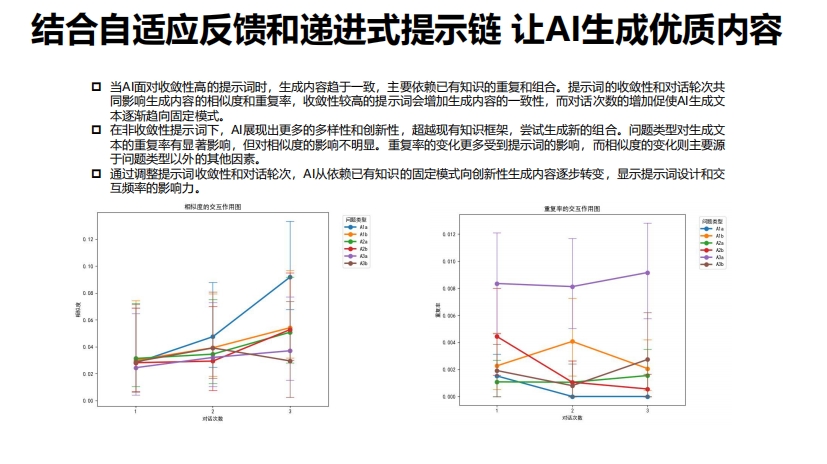 结合自适应反馈和递进式提示链 让AI生成优质内容
当AI面对收敛性高的提示词时，生成内容趋于一致，主要依赖已有知识的重复和组合。提示词的收敛性和对话轮次共
同影响生成内容的相似度和重复率，收敛性较高的提示词会增加生成内容的一致性，而对话次数的增加促使AI生成文
本逐渐趋向固定模式。
在非收敛性提示词下，AI展现出更多的多样性和创新性，超越现有知识框架，尝试生成新的组合。问题类型对生成文
本的重复率有显著影响，但对相似度的影响不明显。重复率的变化更多受到提示词的影响，而相似度的变化则主要源
于问题类型以外的其他因素。
通过调整提示词收敛性和对话轮次，AI从依赖已有知识的固定模式向创新性生成内容逐步转变，显示提示词设计和交
互频率的影响力。
相似度的交互作用图
问题类型
A1a
A1b
A2a
A2b
A3a
A3b
0.12
0.10
0.08
0.06
0.04
0.02
0.00
相似度
1 2 3
对话次数
重复率的交互作用图
问题类型
A1a
A1b
A2a
A2b
A3a
A3b
0.012
0.010
0.008
0.006
0.004
0.002
0.000
重复率
1 2 3
对话次数